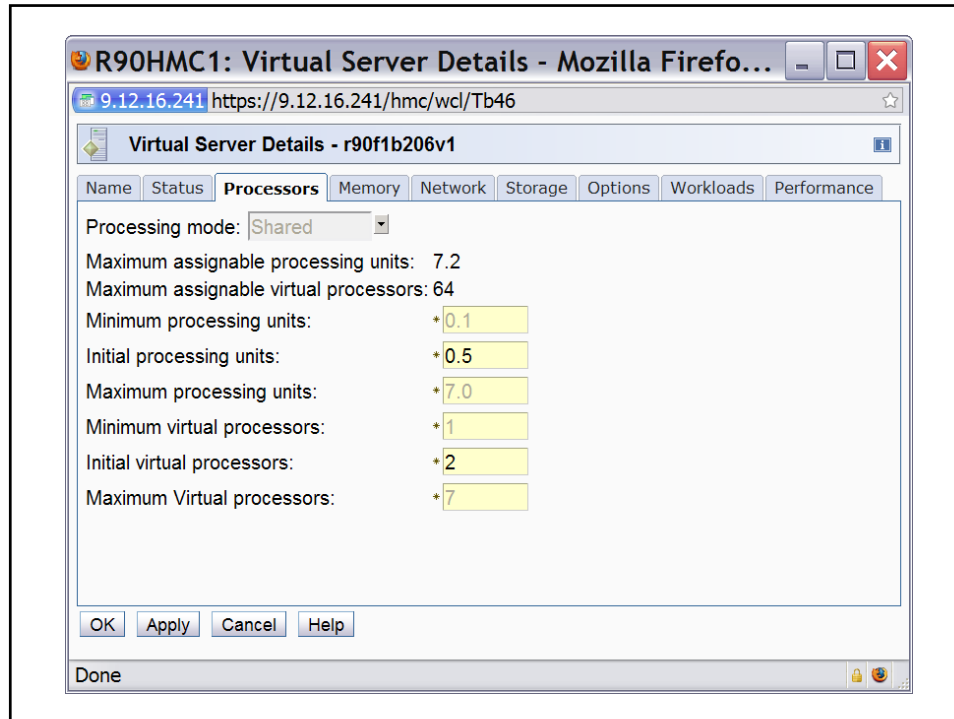 R90HMC1: Virtual Server Details - Mozilla Firefo...
9.12.16.241 https://9.12.16.241/hmc/wcl/Tb46
Virtual Server Details - r90f1b206v1
Name Status Processors Memory Network Storage Options Workloads Performance
Processing mode: Shared
Maximum assignable processing units: 7.2
Maximum assignable virtual processors: 64
Minimum processing units: * 0.1
Initial processing units: * 0.5
Maximum processing units: * 7.0
Minimum virtual processors: * 1
Initial virtual processors: * 2
Maximum Virtual processors: * 7
OK Apply Cancel Help
Done